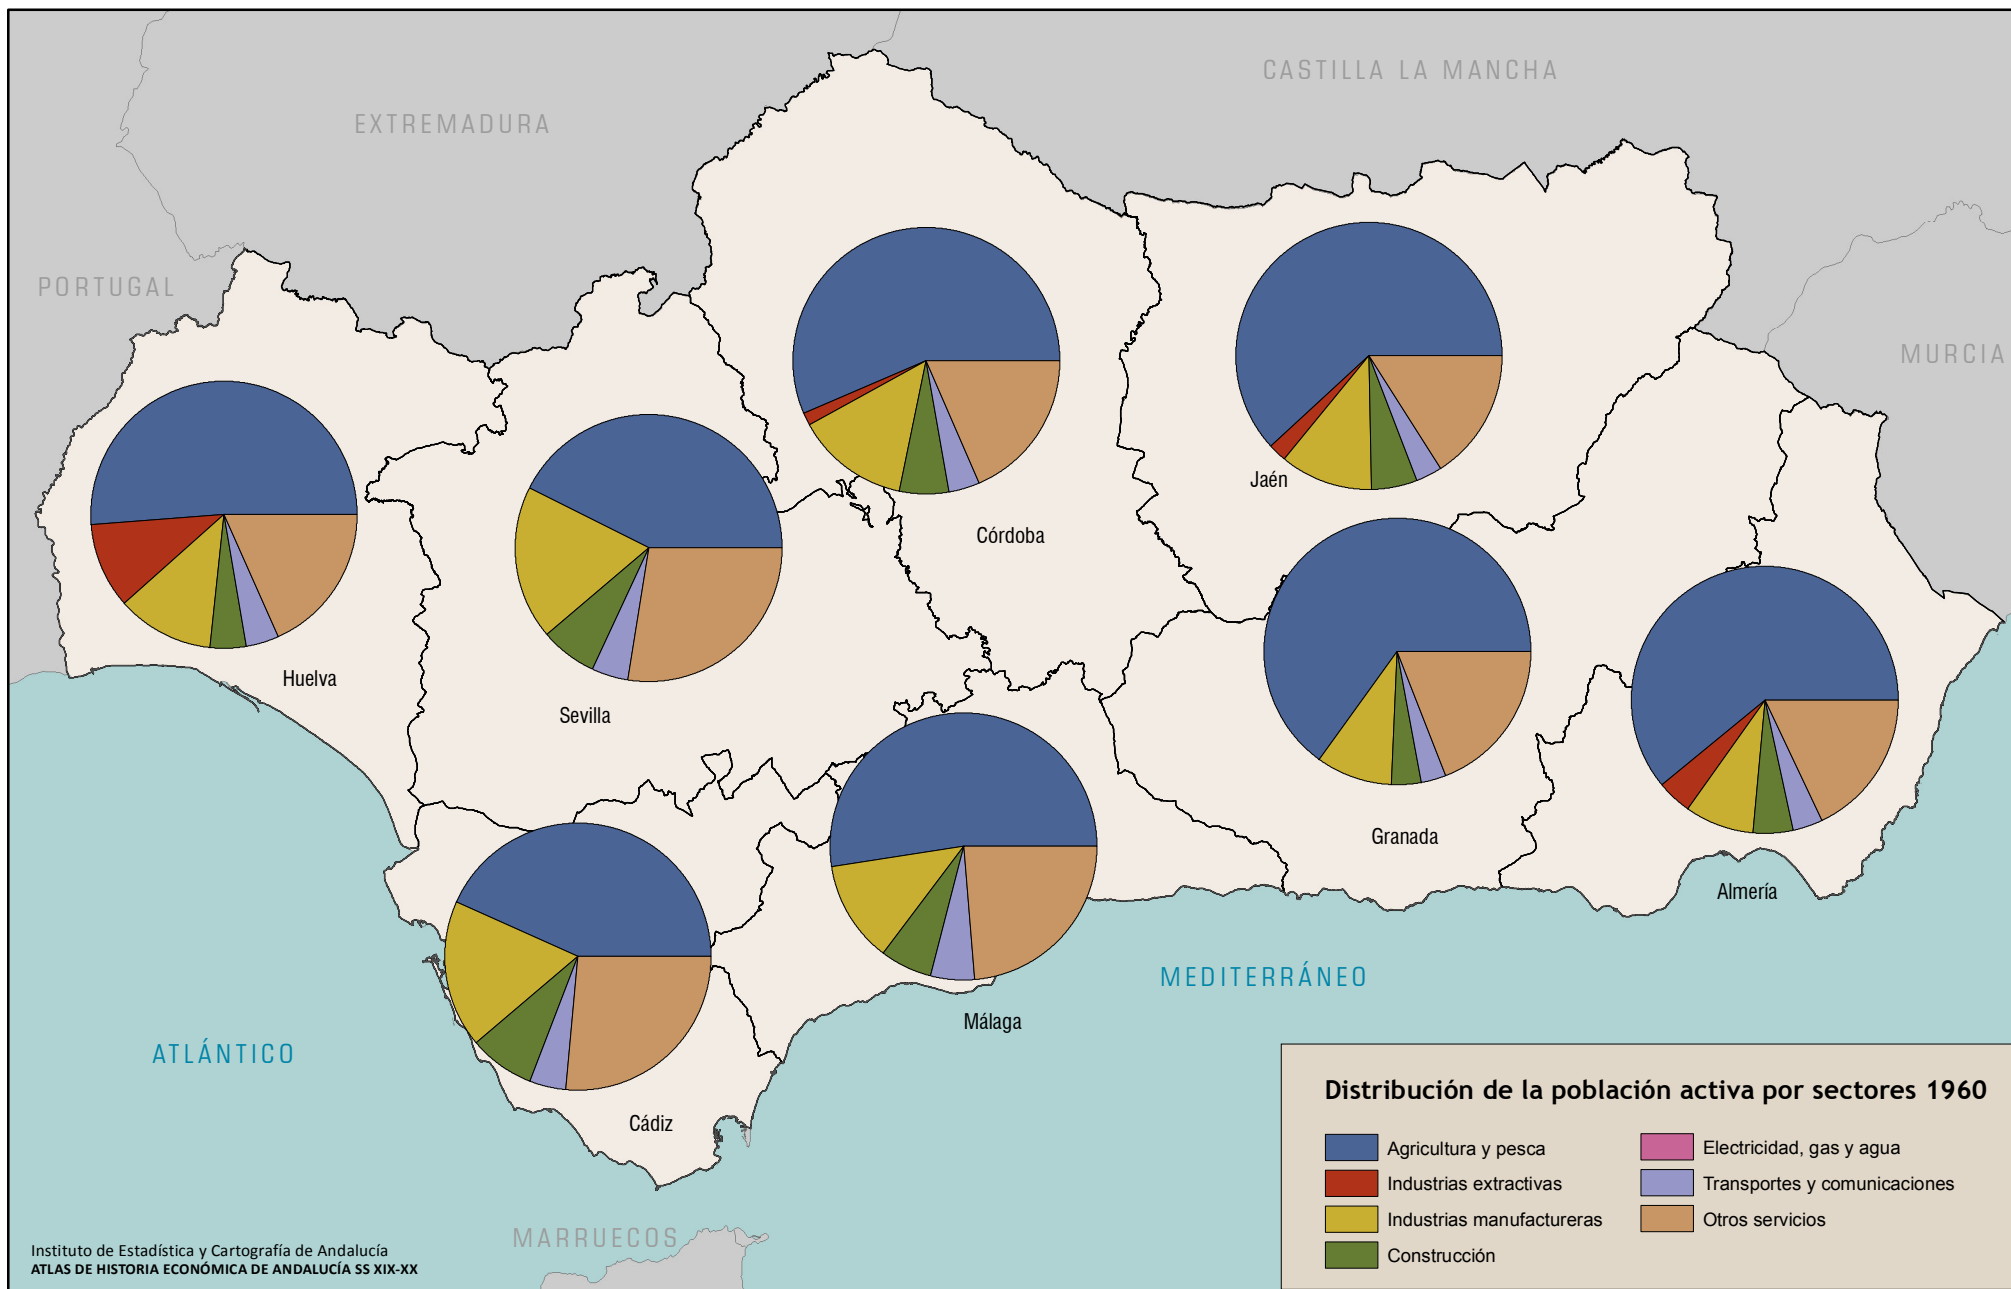 CASTILLA LA MANCHA
EXTREMADURA
PORTUGAL
MURCIA
Jaén
Córdoba
Huelva
Sevilla
Granada
Almería
MEDITERRÁNEO
Málaga
ATLÁNTICO
Cádiz
MARRUECOS
Distribución de la población activa por sectores 1960
Agricultura y pesca
Industrias extractivas
Industrias manufactureras
Construcción
Electricidad, gas y agua
Transportes y comunicaciones
Otros servicios
Instituto de Estadística y Cartografía de Andalucía
ATLAS DE HISTORIA ECONÓMICA DE ANDALUCÍA SS XIX-XX